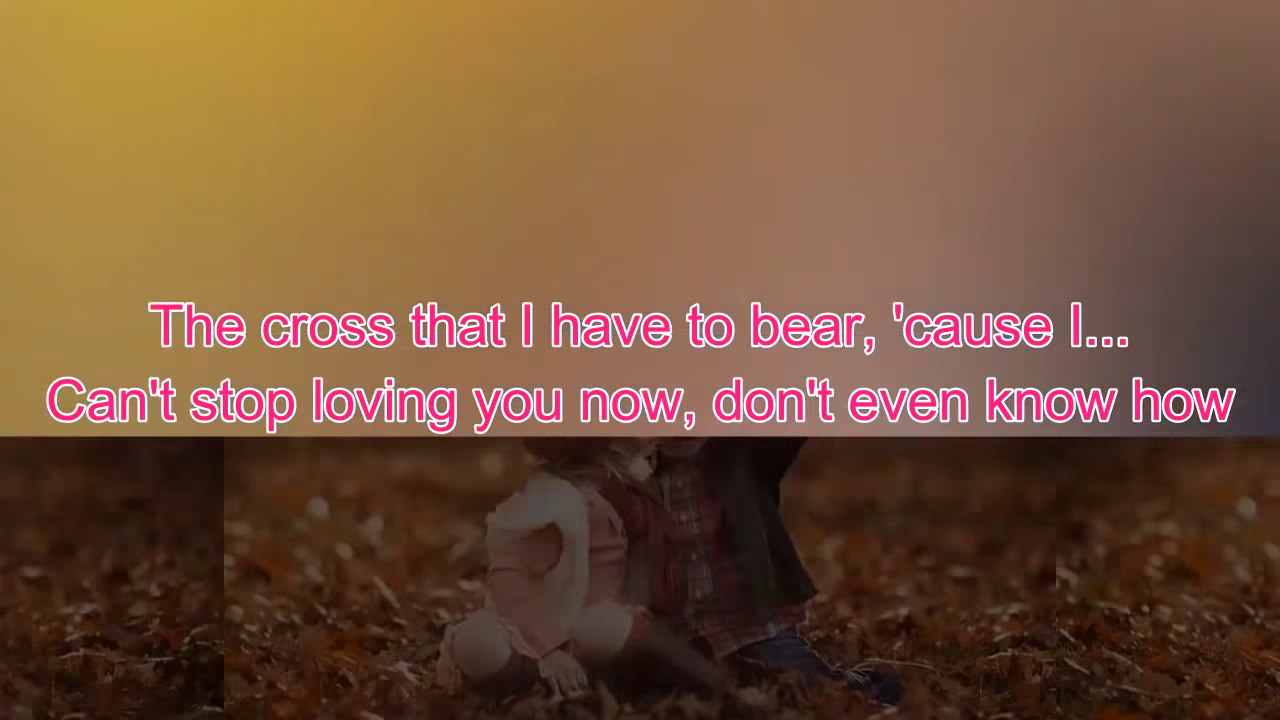 The cross that I have to bear, 'cause I...
Can't stop loving you now, don't even know how